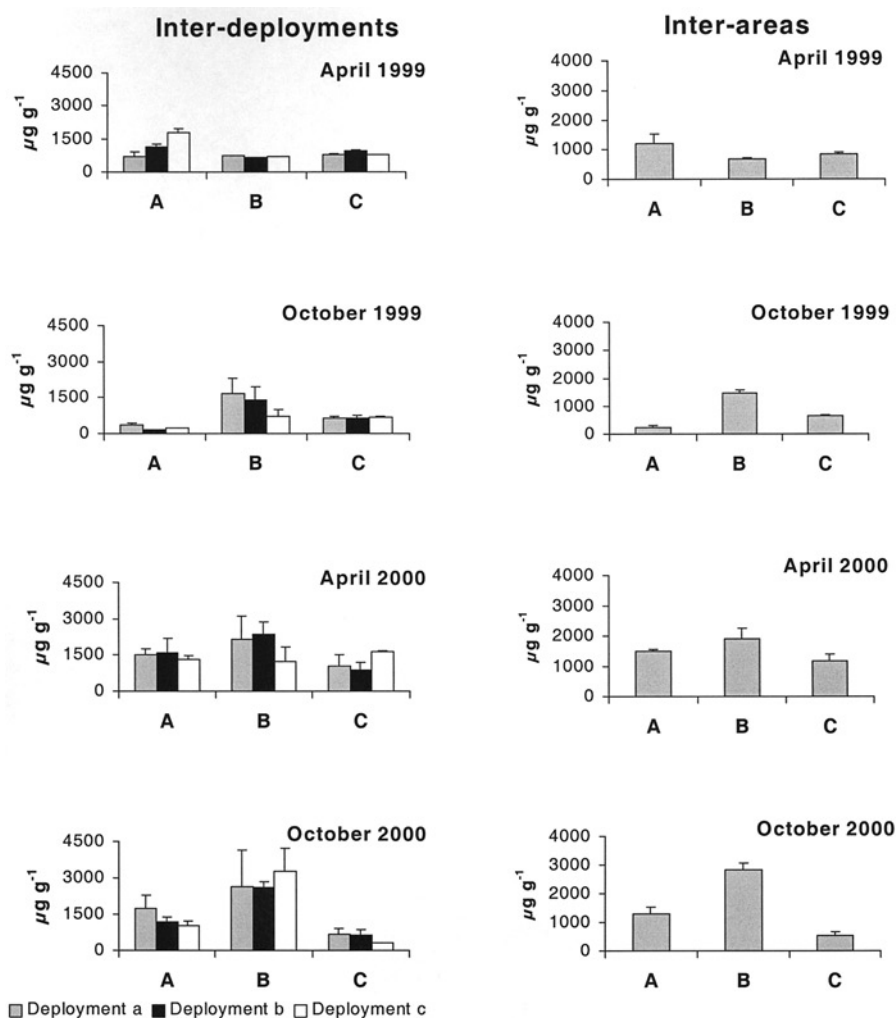 Inter-deployments
April 1999
4500
3000
1500
0
µg g-1
A B C
Inter-areas
April 1999
4000
3000
2000
1000
0
µg g-1
A B C
October 1999
4500
3000
1500
0
µg g-1
A B C
October 1999
4000
3000
2000
1000
0
µg g-1
A B C
April 2000
4500
3000
1500
0
µg g-1
A B C
April 2000
4000
3000
2000
1000
0
µg g-1
A B C
October 2000
4500
3000
1500
0
µg g-1
A B C
October 2000
4000
3000
2000
1000
0
µg g-1
A B C
Deployment a Deployment b Deployment c